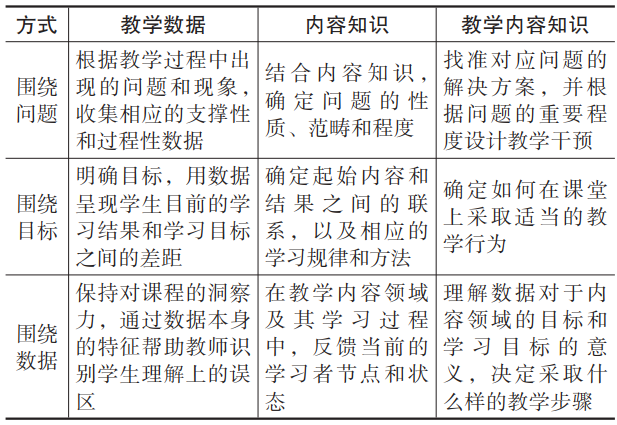 方式 教学数据 内容知识 教学内容知识
围绕
问题
根据教学过程中出
现的问题和现象，
收集相应的支撑性
和过程性数据
结合内容知识，
确定问题的性
质、范畴和程度
找准对应问题的
解决方案，并根
据问题的重要程
度设计教学干预
围绕
目标
明确目标，用数据
呈现学生目前的学
习结果和学习目标
之间的差距
确定起始内容和
结果之间的联
系，以及相应的
学习规律和方法
确定如何在课堂
上采取适当的教
学行为
围绕
数据
保持对课程的洞察
力，通过数据本身
的特征帮助教师识
别学生理解上的误
区
在教学内容领域
及其学习过程
中，反馈当前的
学习者节点和状
态
理解数据对于内
容领域的目标和
学习目标的意
义，决定采取什
么样的教学步骤